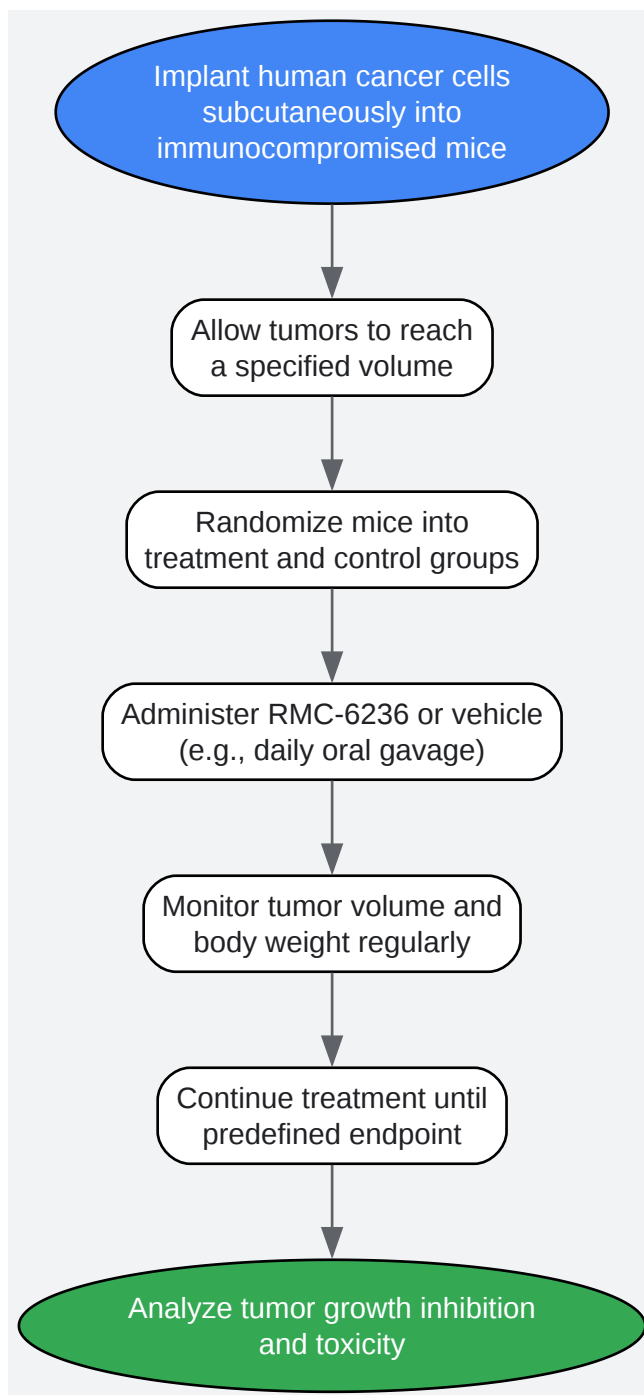 Implant human cancer cells
subcutaneously into
immunocompromised mice
Allow tumors to reach
a specified volume
Randomize mice into
treatment and control groups
Administer RMC-6236 or vehicle
(e.g., daily oral gavage)
Monitor tumor volume and
body weight regularly
Continue treatment until
predefined endpoint
Analyze tumor growth inhibition
and toxicity